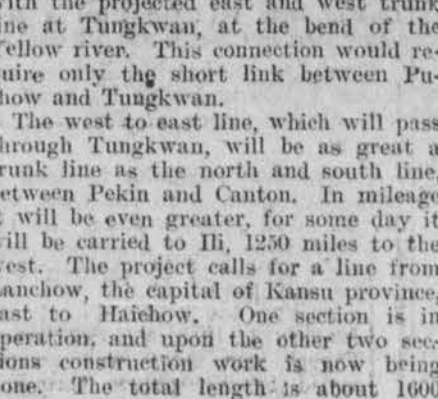 with the projected east and west trunk
line at Tungkwan, at the bend of the
Yellow river. This connection would re-
quire only the short link between Pu-
chow and Tungkwan.
The west to east line, which will pass
through Tungkwan, will be as great a
trunk line as the north and south line,
between Pekin and Canton. In mileage
it will be even greater, for some day it
will be carried to Ili, 1250 miles to the
west. The project calls for a line from
Lanchow, the capital of Kansu province,
east to Haichow. One section is in
operation, and upon the other two sec-
tions construction work is now being
done. The total length is about 1600